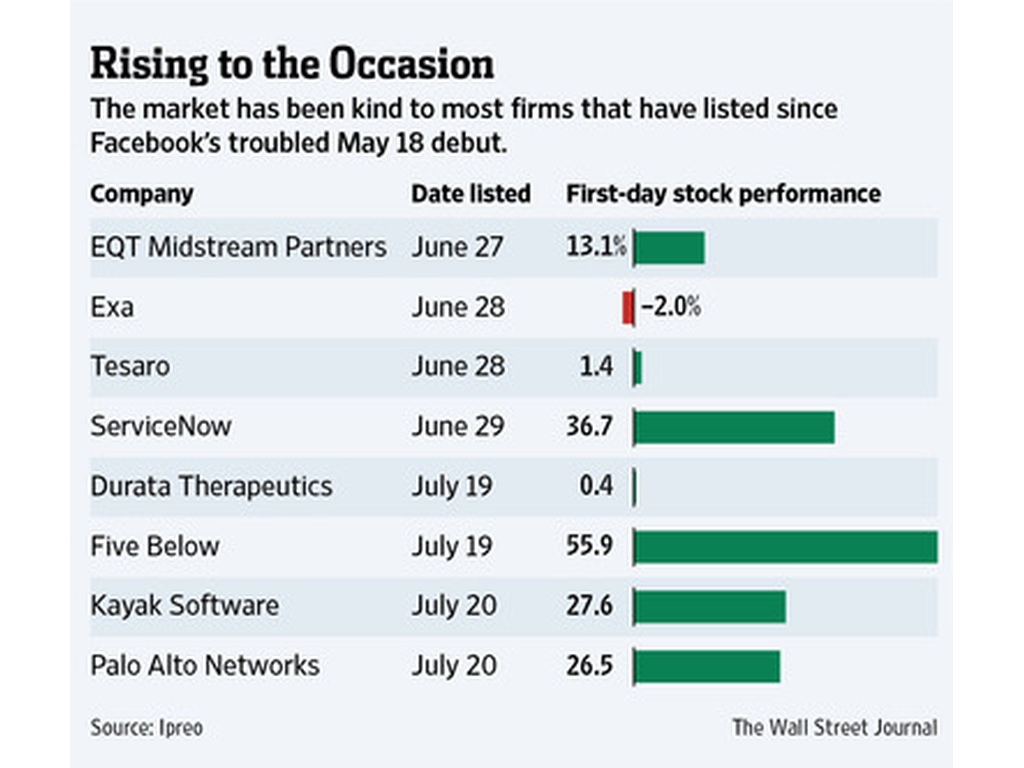 Rising to the Occasion
The market has been kind to most firms that have listed since
Facebook's troubled May 18 debut.
Company Date listed First-day stock performance
EQT Midstream Partners June 27 13.1%
Exa June 28 −2.0%
Tesaro June 28 1.4
ServiceNow June 29 36.7
Durata Therapeutics July 19 0.4
Five Below July 19 55.9
Kayak Software July 20 27.6
Palo Alto Networks July 20 26.5
Source: Ipreo The Wall Street Journal